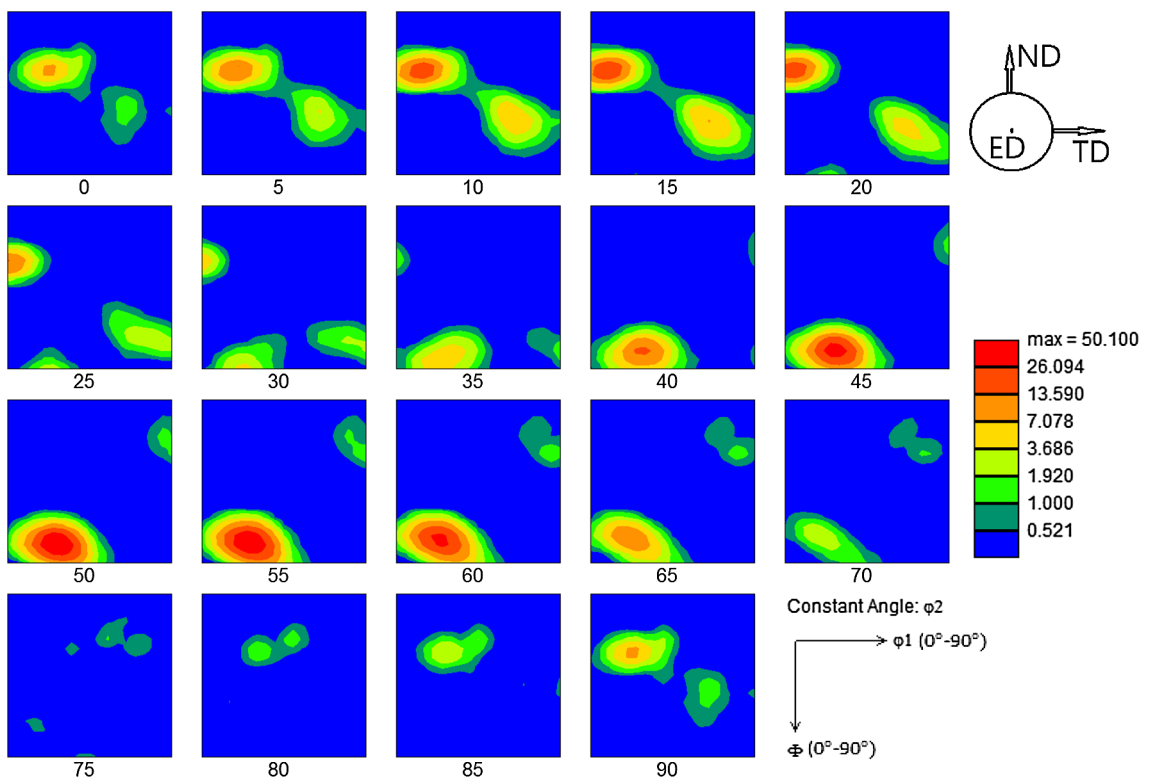 0 5 10 15 20
ND
ED
TD
25 30 35 40 45
max = 50.100
26.094
13.590
7.078
3.686
1.920
1.000
0.521
50 55 60 65 70
75 80 85 90
Constant Angle: φ2
φ1 (0°-90°)
Φ (0°-90°)